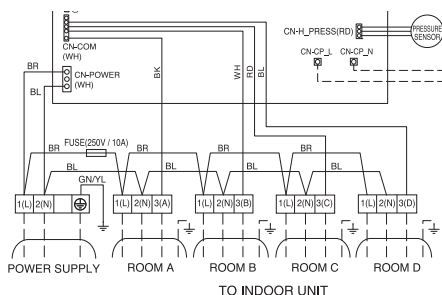 CN-COM
(WH)
CN-H_PRESS(RD)
PRESSURE
SENSOR
CN-CP_L
CN-CP_N
BR
CN-POWER
(WH)
BL
BK
WH
RD
BL
FUSE(250V / 10A)
BR
BR
BR
BL
BL
BL
GN/YL
1(L) 2(N)
1(L) 2(N) 3(A)
1(L) 2(N) 3(B)
1(L) 2(N) 3(C)
1(L) 2(N) 3(D)
POWER SUPPLY
ROOM A
ROOM B
ROOM C
ROOM D
TO INDOOR UNIT